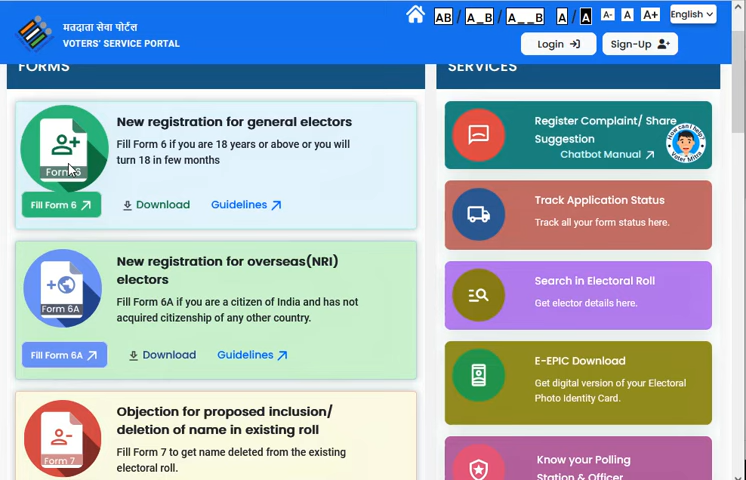 मतदाता सेवा पोर्टल
VOTERS' SERVICE PORTAL
AB / A_B / A__B A / A A- A A+ English
Login Sign-Up
FORMS
New registration for general electors
Fill Form 6 if you are 18 years or above or you will
turn 18 in few months
Fill Form 6 Download Guidelines
New registration for overseas(NRI)
electors
Fill Form 6A if you are a citizen of India and has not
acquired citizenship of any other country.
Form 6A
Fill Form 6A Download Guidelines
Objection for proposed inclusion/
deletion of name in existing roll
Fill Form 7 to get name deleted from the existing
electoral roll.
Form 7
SERVICES
Register Complaint/ Share
Suggestion
Chatbot Manual
How can I help?
Voter Mitra
Track Application Status
Track all your form status here.
Search in Electoral Roll
Get elector details here.
E-EPIC Download
Get digital version of your Electoral
Photo Identity Card.
Know your Polling
Station & Officer